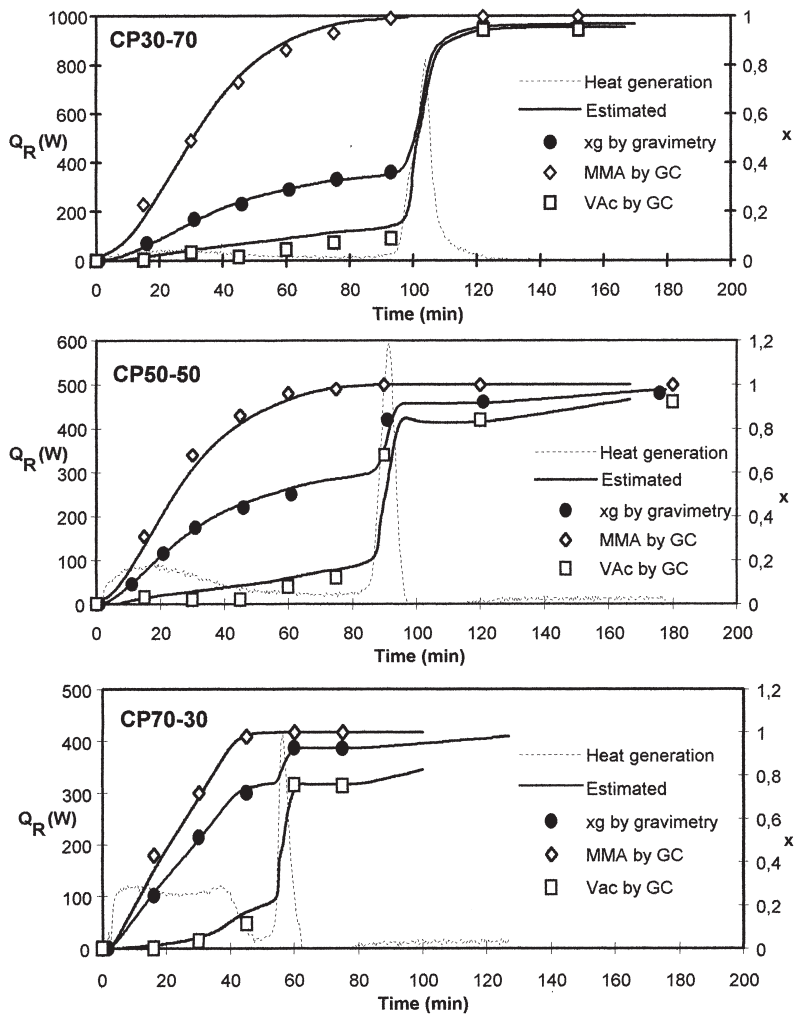 CP30-70
1000
800
600
400
200
0
Q_R (W)
1
0,8
0,6
0,4
0,2
0
x
Heat generation
Estimated
xg by gravimetry
MMA by GC
VAc by GC
0 20 40 60 80 100 120 140 160 180 200
Time (min)
CP50-50
600
500
400
300
200
100
0
Q_R (W)
1,2
1
0,8
0,6
0,4
0,2
0
x
Heat generation
Estimated
xg by gravimetry
MMA by GC
VAc by GC
0 20 40 60 80 100 120 140 160 180 200
Time (min)
CP70-30
500
400
300
200
100
0
Q_R (W)
1,2
1
0,8
0,6
0,4
0,2
0
x
Heat generation
Estimated
xg by gravimetry
MMA by GC
Vac by GC
0 20 40 60 80 100 120 140 160 180 200
Time (min)